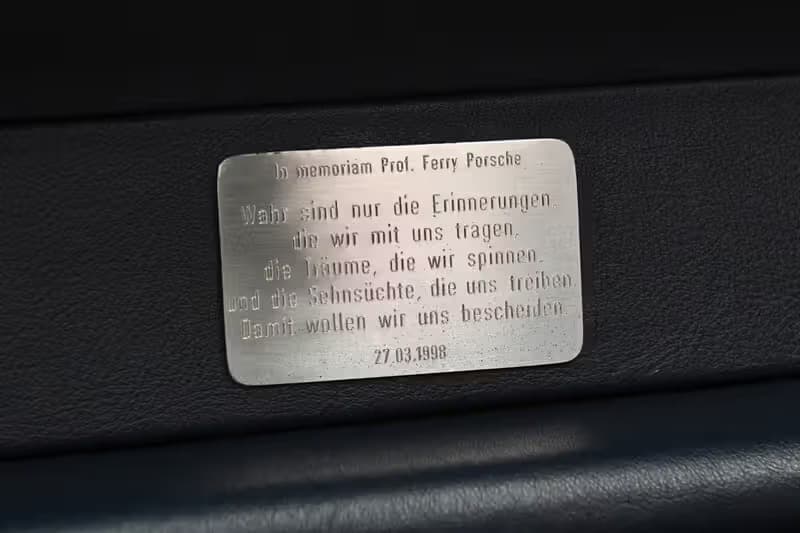 In memoriam Prof. Ferry Porsche
Wahr sind nur die Erinnerungen,
die wir mit uns tragen,
die Träume, die wir spinnen,
und die Sehnsüchte, die uns treiben.
Damit wollen wir uns bescheiden.
27.03.1998